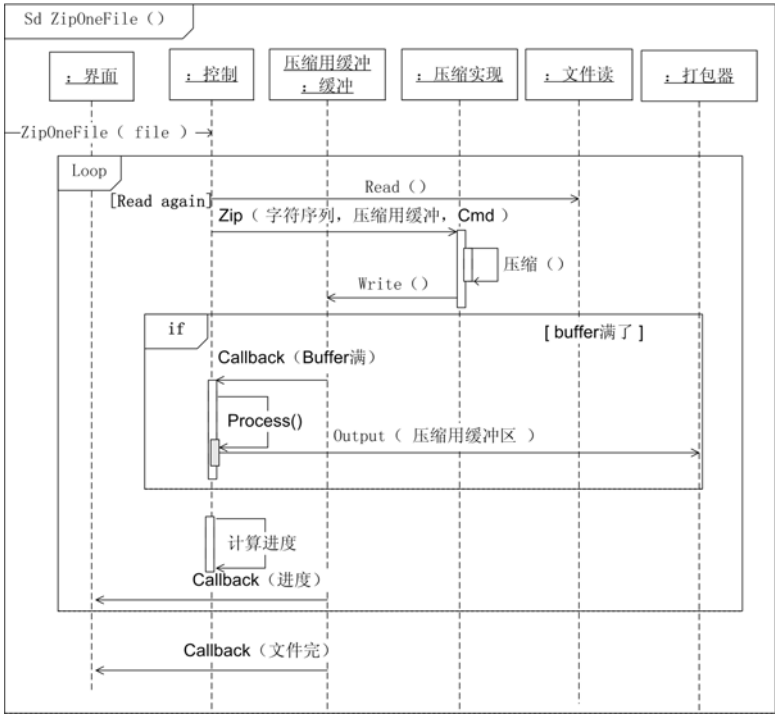 Sd ZipOneFile（）
：界面
：控制
压缩用缓冲
：缓冲
：压缩实现
：文件读
：打包器
ZipOneFile（ file ）
Loop
[Read again]
Read（）
Zip（ 字符序列，压缩用缓冲，Cmd ）
压缩（）
Write（）
if
[ buffer满了 ]
Callback（Buffer满）
Process()
Output（ 压缩用缓冲区 ）
计算进度
Callback（进度）
Callback（文件完）